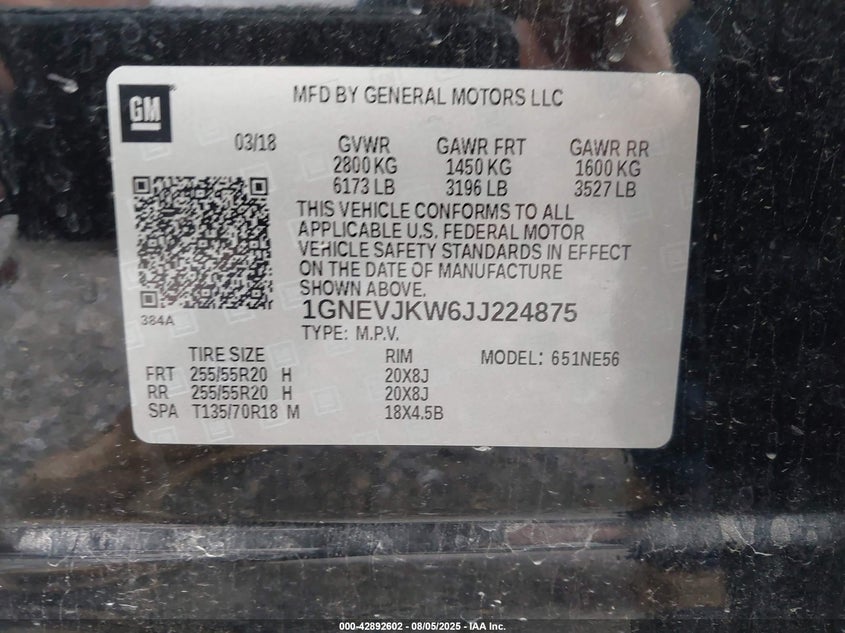 GM
MFD BY GENERAL MOTORS LLC
03/18 GVWR GAWR FRT GAWR RR
2800 KG 1450 KG 1600 KG
6173 LB 3196 LB 3527 LB
THIS VEHICLE CONFORMS TO ALL
APPLICABLE U.S. FEDERAL MOTOR
VEHICLE SAFETY STANDARDS IN EFFECT
ON THE DATE OF MANUFACTURE
SHOWN ABOVE.
384A
1GNEVJKW6JJ224875
TYPE: M.P.V.
TIRE SIZE RIM MODEL: 651NE56
FRT 255/55R20 H 20X8J
RR 255/55R20 H 20X8J
SPA T135/70R18 M 18X4.5B
000-42892602 - 08/05/2025 - IAA Inc.